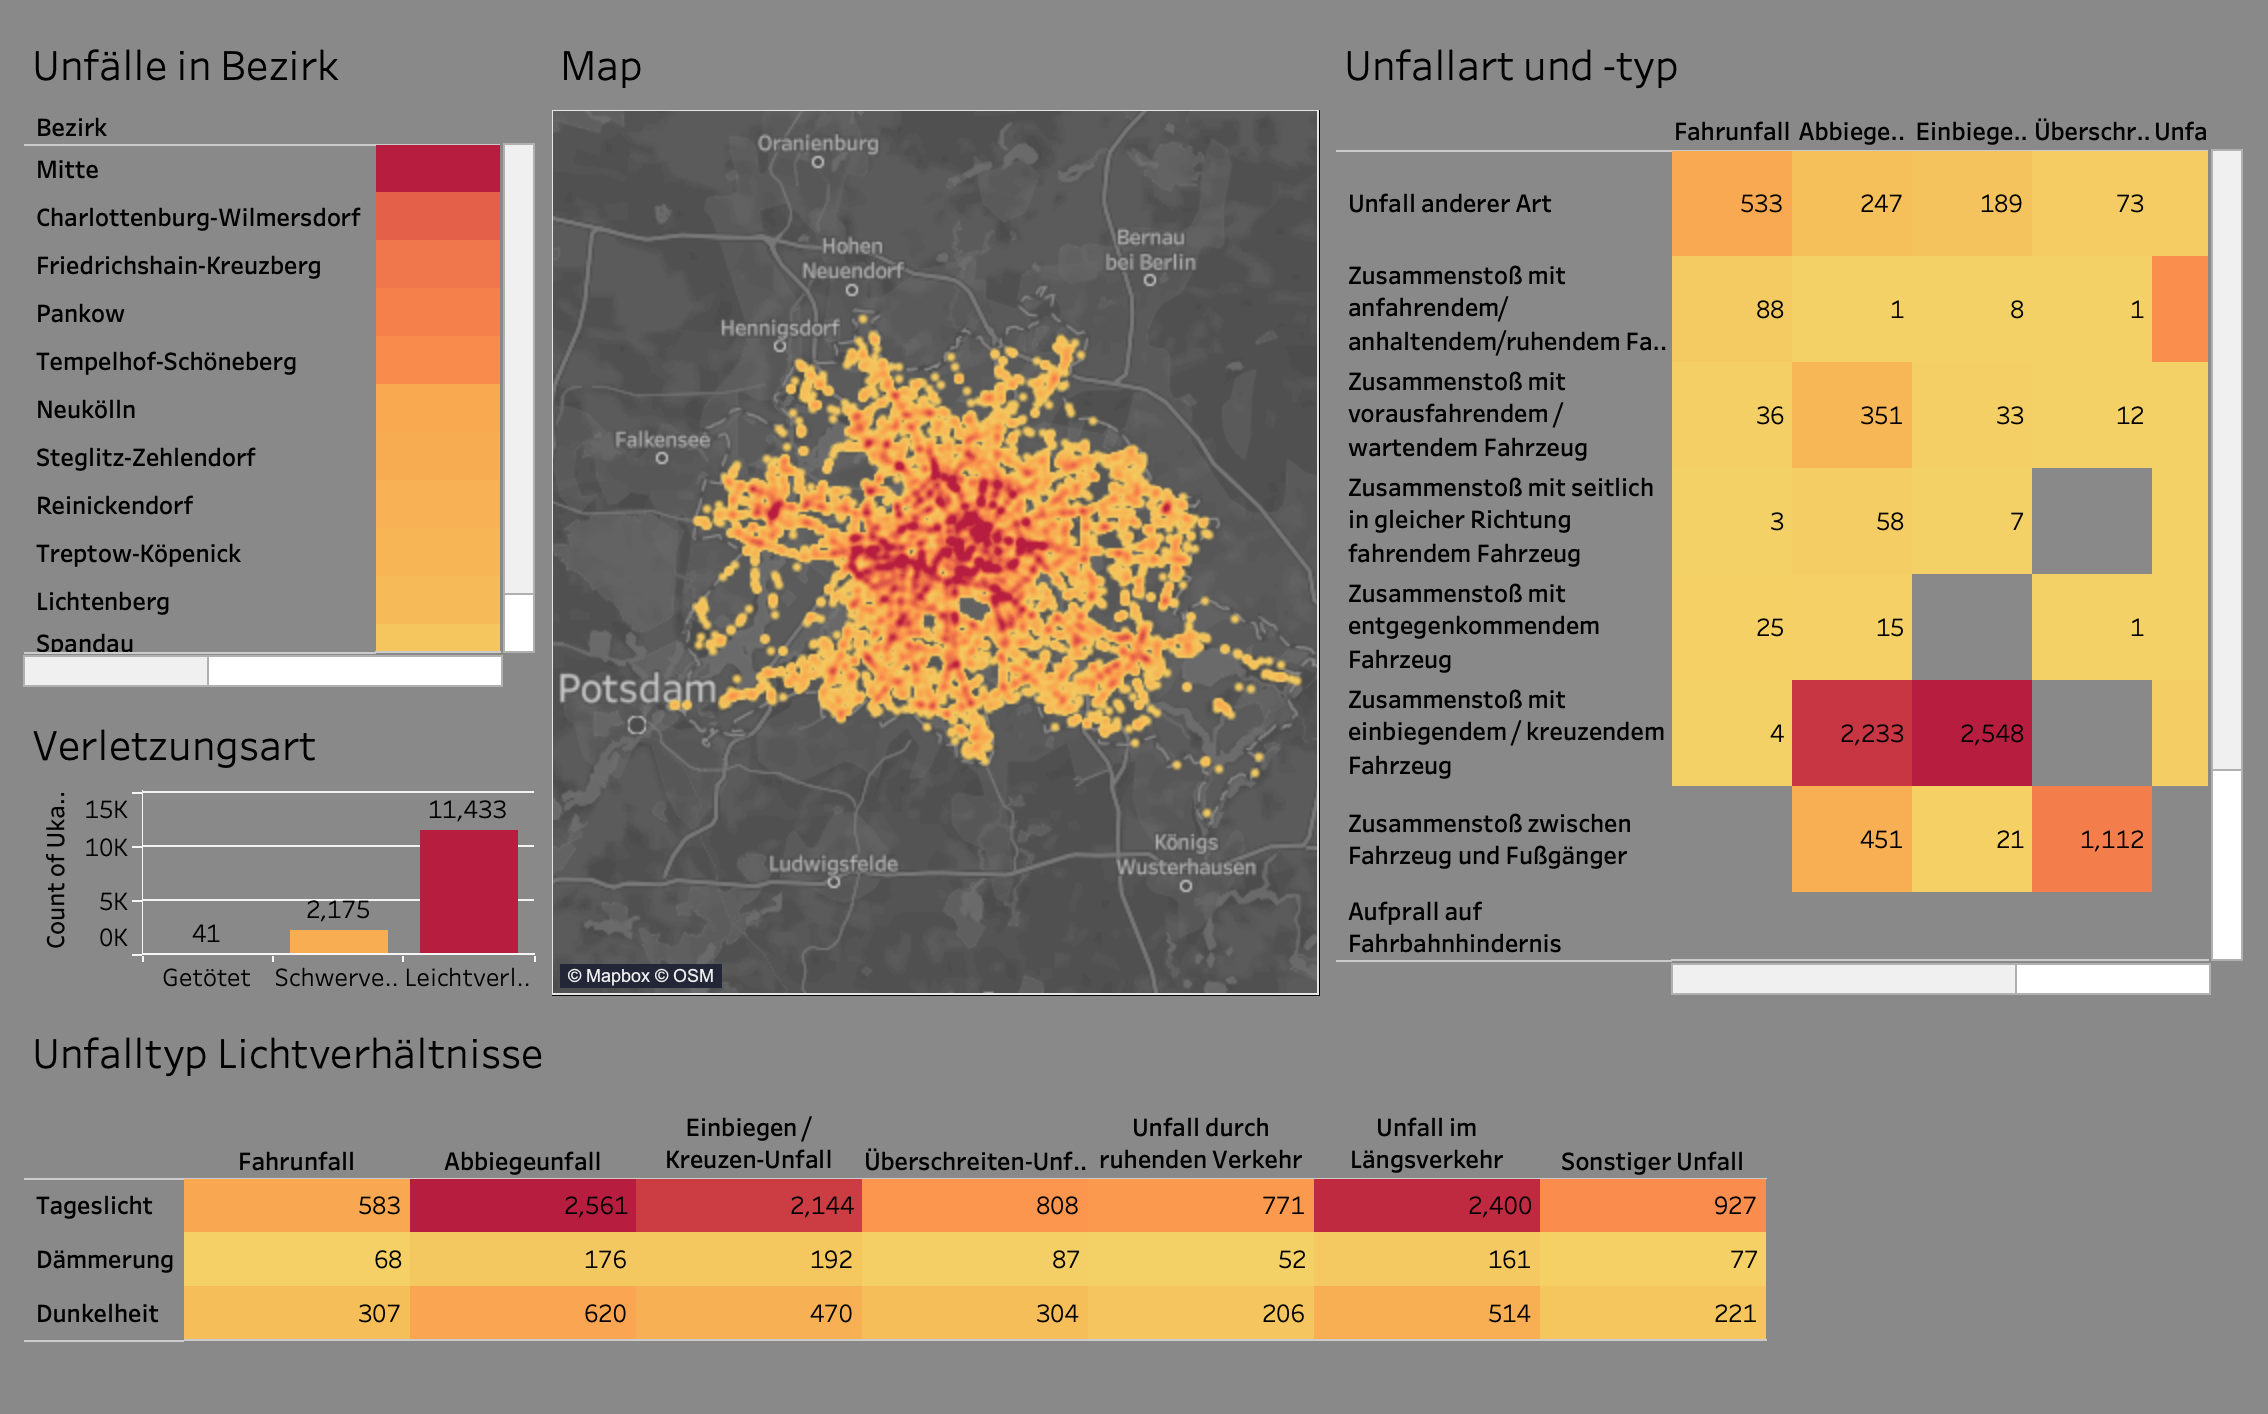 Unfälle in Bezirk
Bezirk
Mitte
Charlottenburg-Wilmersdorf
Friedrichshain-Kreuzberg
Pankow
Tempelhof-Schöneberg
Neukölln
Steglitz-Zehlendorf
Reinickendorf
Treptow-Köpenick
Lichtenberg
Spandau
Verletzungsart
Count of Uka..
15K
10K
5K
0K
41
2,175
11,433
Getötet Schwerve.. Leichtverl..
Map
Oranienburg
Hohen
Neuendorf
Bernau
bei Berlin
Hennigsdorf
Falkensee
Potsdam
Ludwigsfelde
Königs
Wusterhausen
© Mapbox © OSM
Unfallart und -typ
Fahrunfall Abbiege.. Einbiege.. Überschr.. Unfa
Unfall anderer Art 533 247 189 73
Zusammenstoß mit
anfahrendem/ 88 1 8 1
anhaltendem/ruhendem Fa..
Zusammenstoß mit
vorausfahrendem / 36 351 33 12
wartendem Fahrzeug
Zusammenstoß mit seitlich
in gleicher Richtung 3 58 7
fahrendem Fahrzeug
Zusammenstoß mit
entgegenkommendem 25 15 1
Fahrzeug
Zusammenstoß mit
einbiegendem / kreuzendem 4 2,233 2,548
Fahrzeug
Zusammenstoß zwischen
Fahrzeug und Fußgänger 451 21 1,112
Aufprall auf
Fahrbahnhindernis
Unfalltyp Lichtverhältnisse
Fahrunfall
Abbiegeunfall
Einbiegen /
Kreuzen-Unfall
Überschreiten-Unf..
Unfall durch
ruhenden Verkehr
Unfall im
Längsverkehr
Sonstiger Unfall
Tageslicht 583 2,561 2,144 808 771 2,400 927
Dämmerung 68 176 192 87 52 161 77
Dunkelheit 307 620 470 304 206 514 221